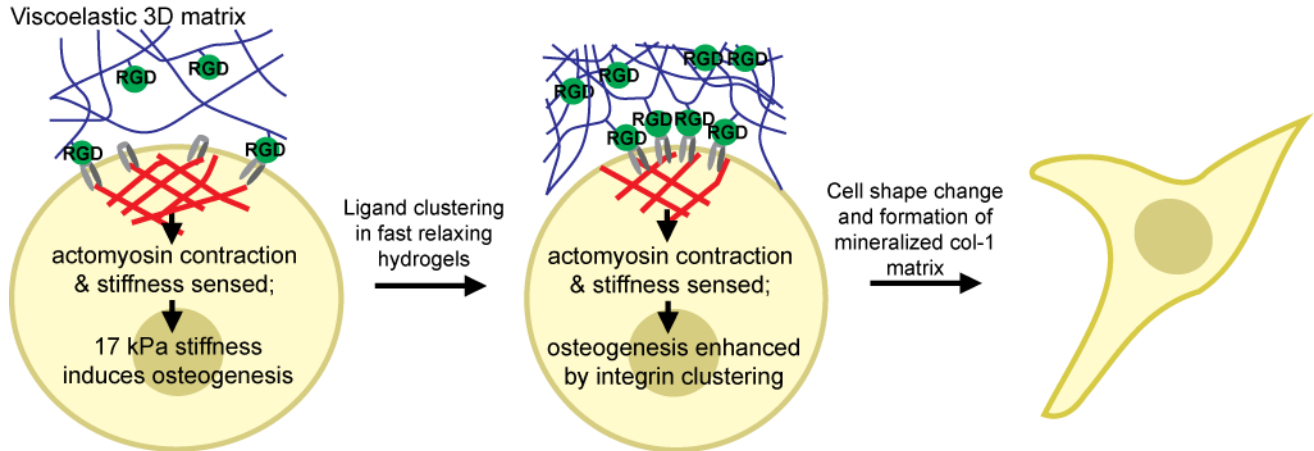 Viscoelastic 3D matrix
RGD
RGD
RGD
RGD
actomyosin contraction
& stiffness sensed;
17 kPa stiffness
induces osteogenesis
Ligand clustering
in fast relaxing
hydrogels
RGD
RGD
RGD
RGD
RGD
RGD
RGD
RGD
actomyosin contraction
& stiffness sensed;
osteogenesis enhanced
by integrin clustering
Cell shape change
and formation of
mineralized col-1
matrix